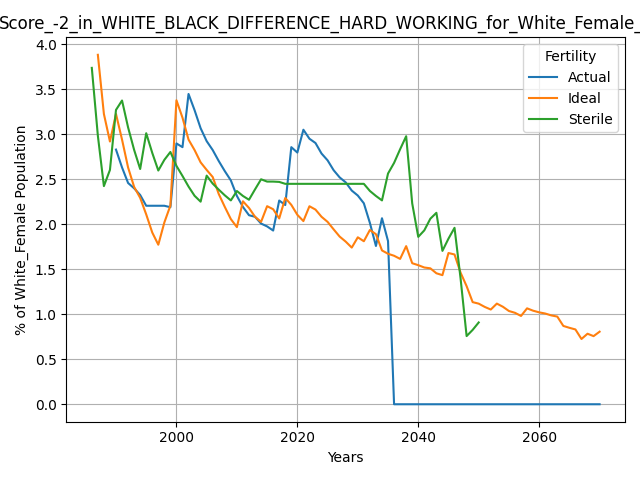 Score_-2_in_WHITE_BLACK_DIFFERENCE_HARD_WORKING_for_White_Female_
Fertility
Actual
Ideal
Sterile
% of White_Female Population
4.0
3.5
3.0
2.5
2.0
1.5
1.0
0.5
0.0
2000 2020 2040 2060
Years